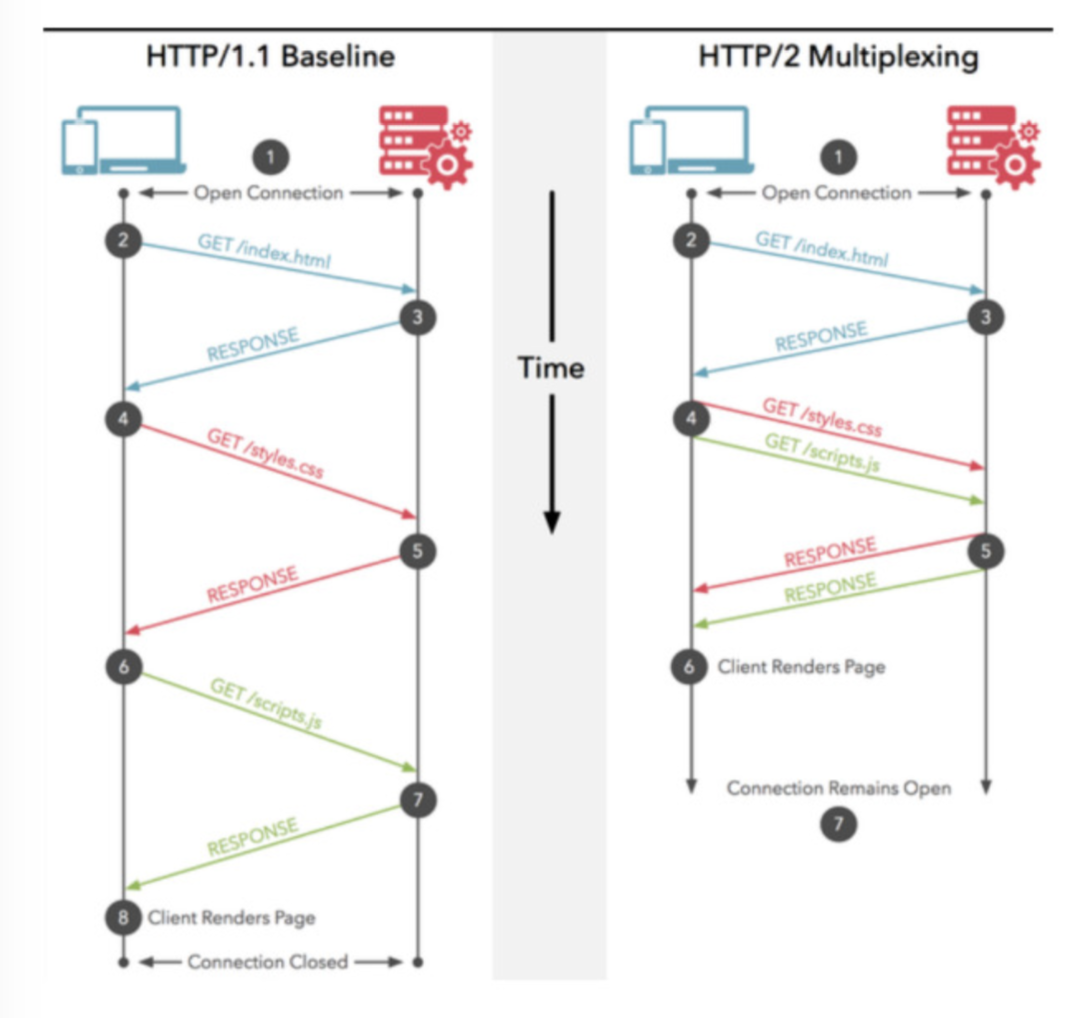 HTTP/1.1 Baseline
1
Open Connection
2
GET /index.html
3
RESPONSE
4
GET /styles.css
5
RESPONSE
6
GET /scripts.js
7
RESPONSE
8 Client Renders Page
Connection Closed
Time
HTTP/2 Multiplexing
1
Open Connection
2
GET /index.html
3
RESPONSE
4
GET /styles.css
GET /scripts.js
5
RESPONSE
RESPONSE
6 Client Renders Page
Connection Remains Open
7